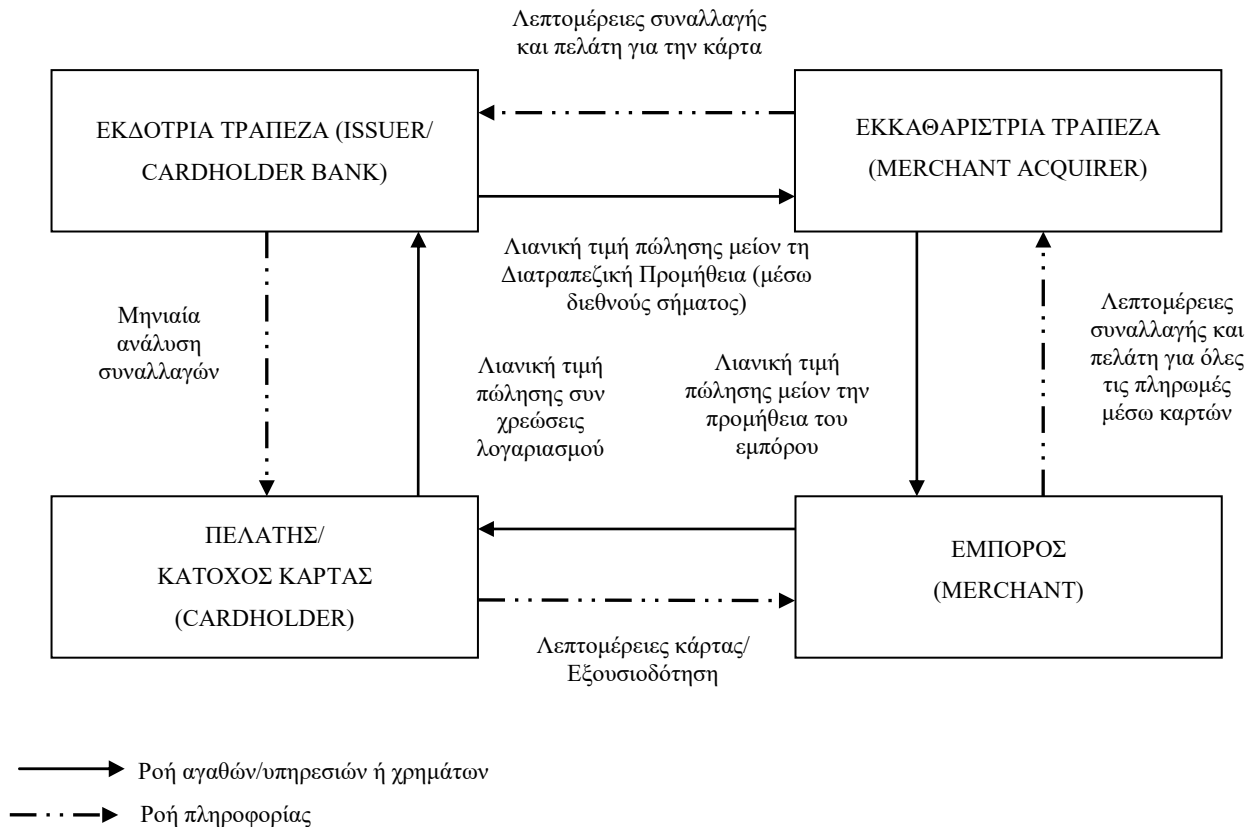 Λεπτομέρειες συναλλαγής
και πελάτη για την κάρτα
ΕΚΔΟΤΡΙΑ ΤΡΑΠΕΖΑ (ISSUER/
CARDHOLDER BANK)
ΕΚΚΑΘΑΡΙΣΤΡΙΑ ΤΡΑΠΕΖΑ
(MERCHANT ACQUIRER)
Λιανική τιμή πώλησης μείον τη
Διατραπεζική Προμήθεια (μέσω
διεθνούς σήματος)
Μηνιαία
ανάλυση
συναλλαγών
Λιανική τιμή
πώλησης συν
χρεώσεις
λογαριασμού
Λιανική τιμή
πώλησης μείον την
προμήθεια του
εμπόρου
Λεπτομέρειες
συναλλαγής και
πελάτη για όλες
τις πληρωμές
μέσω καρτών
ΠΕΛΑΤΗΣ/
ΚΑΤΟΧΟΣ ΚΑΡΤΑΣ
(CARDHOLDER)
ΕΜΠΟΡΟΣ
(MERCHANT)
Λεπτομέρειες κάρτας/
Εξουσιοδότηση
Ροή αγαθών/υπηρεσιών ή χρημάτων
Ροή πληροφορίας